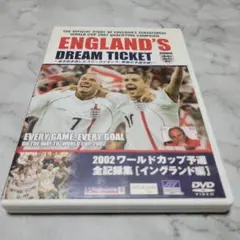 THE OFFICIAL STORY OF ENGLAND'S SENSATIONAL
WORLD CUP 2002 QUALIFYING CAMPAIGN
ENGLAND'S
DREAM TICKET
EVERY GAME, EVERY GOAL
ON THE WAY TO WORLD CUP 2002
2002ワールドカップ予選
全記録集[イングランド編]
DVD
VIDEO